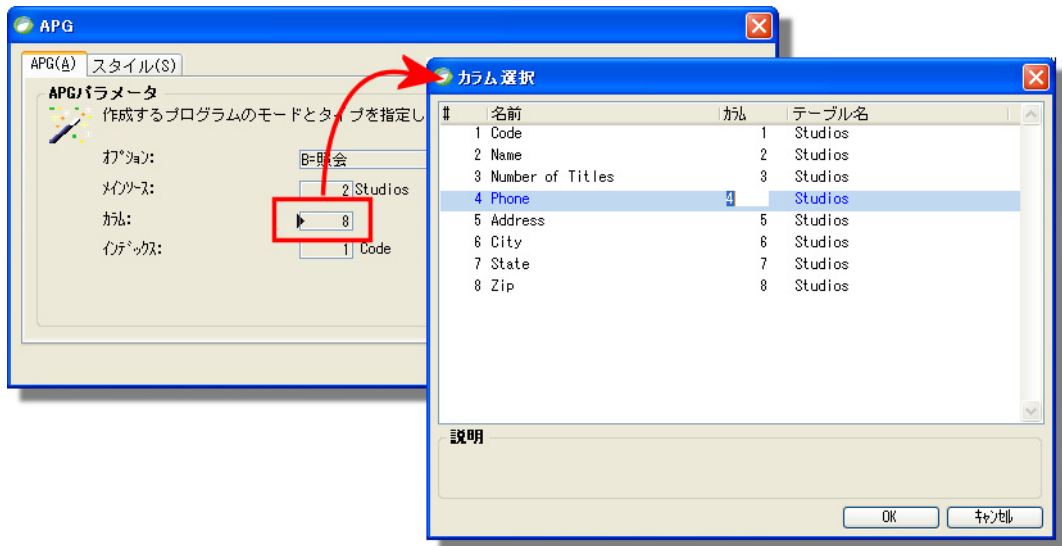 APG
APG(A) スタイル(S)
APGパラメータ
作成するプログラムのモードとタイプを指定し
ｵﾌﾟｼｮﾝ: B=照会
ﾒｲﾝｿｰｽ: 2 Studios
ｶﾗﾑ: 8
ｲﾝﾃﾞｯｸｽ: 1 Code
カラム選択
# 名前 ｶﾗﾑ テーブル名
1 Code 1 Studios
2 Name 2 Studios
3 Number of Titles 3 Studios
4 Phone 4 Studios
5 Address 5 Studios
6 City 6 Studios
7 State 7 Studios
8 Zip 8 Studios
説明
OK ｷｬﾝｾﾙ